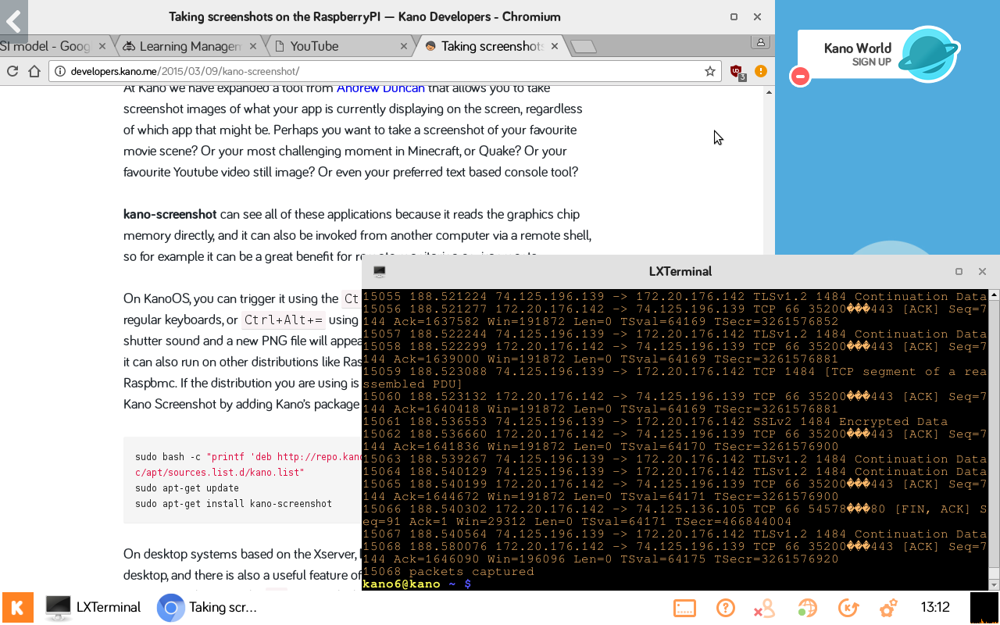 Taking screenshots on the RaspberryPI — Kano Developers - Chromium
SI model - Goog
Learning Managem
YouTube
Taking screenshots
developers.kano.me/2015/03/09/kano-screenshot/
3
Kano World
SIGN UP
At Kano we have expanded a tool from Andrew Duncan that allows you to take
screenshot images of what your app is currently displaying on the screen, regardless
of which app that might be. Perhaps you want to take a screenshot of your favourite
movie scene? Or your most challenging moment in Minecraft, or Quake? Or your
favourite Youtube video still image? Or even your preferred text based console tool?
kano-screenshot can see all of these applications because it reads the graphics chip
memory directly, and it can also be invoked from another computer via a remote shell,
so for example it can be a great benefit for
On KanoOS, you can trigger it using the Ct
regular keyboards, or Ctrl+Alt+= using
shutter sound and a new PNG file will appea
it can also run on other distributions like Ras
Raspbmc. If the distribution you are using is
Kano Screenshot by adding Kano's package
sudo bash -c "printf 'deb http://repo.kano
c/apt/sources.list.d/kano.list"
sudo apt-get update
sudo apt-get install kano-screenshot
On desktop systems based on the Xserver,
desktop, and there is also a useful feature of
LXTerminal
15055 188.521224 74.125.196.139 -> 172.20.176.142 TLSv1.2 1484 Continuation Data
15056 188.521277 172.20.176.142 -> 74.125.196.139 TCP 66 35200���443 [ACK] Seq=7
144 Ack=1637582 Win=191872 Len=0 TSval=64169 TSecr=3261576852
15057 188.522244 74.125.196.139 -> 172.20.176.142 TLSv1.2 1484 Continuation Data
15058 188.522299 172.20.176.142 -> 74.125.196.139 TCP 66 35200���443 [ACK] Seq=7
144 Ack=1639000 Win=191872 Len=0 TSval=64169 TSecr=3261576881
15059 188.523088 74.125.196.139 -> 172.20.176.142 TCP 1484 [TCP segment of a rea
ssembled PDU]
15060 188.523132 172.20.176.142 -> 74.125.196.139 TCP 66 35200���443 [ACK] Seq=7
144 Ack=1640418 Win=191872 Len=0 TSval=64169 TSecr=3261576881
15061 188.536553 74.125.196.139 -> 172.20.176.142 SSLv2 1484 Encrypted Data
15062 188.536660 172.20.176.142 -> 74.125.196.139 TCP 66 35200���443 [ACK] Seq=7
144 Ack=1641836 Win=191872 Len=0 TSval=64170 TSecr=3261576900
15063 188.539267 74.125.196.139 -> 172.20.176.142 TLSv1.2 1484 Continuation Data
15064 188.540129 74.125.196.139 -> 172.20.176.142 TLSv1.2 1484 Continuation Data
15065 188.540199 172.20.176.142 -> 74.125.196.139 TCP 66 35200���443 [ACK] Seq=7
144 Ack=1644672 Win=191872 Len=0 TSval=64171 TSecr=3261576900
15066 188.540302 172.20.176.142 -> 74.125.136.105 TCP 66 54578���80 [FIN, ACK] S
eq=91 Ack=1 Win=29312 Len=0 TSval=64171 TSecr=466844004
15067 188.540564 74.125.196.139 -> 172.20.176.142 TLSv1.2 1484 Continuation Data
15068 188.580076 172.20.176.142 -> 74.125.196.139 TCP 66 35200���443 [ACK] Seq=7
144 Ack=1646090 Win=196096 Len=0 TSval=64175 TSecr=3261576920
15068 packets captured
kano6@kano ~ $
LXTerminal
Taking scr...
13:12